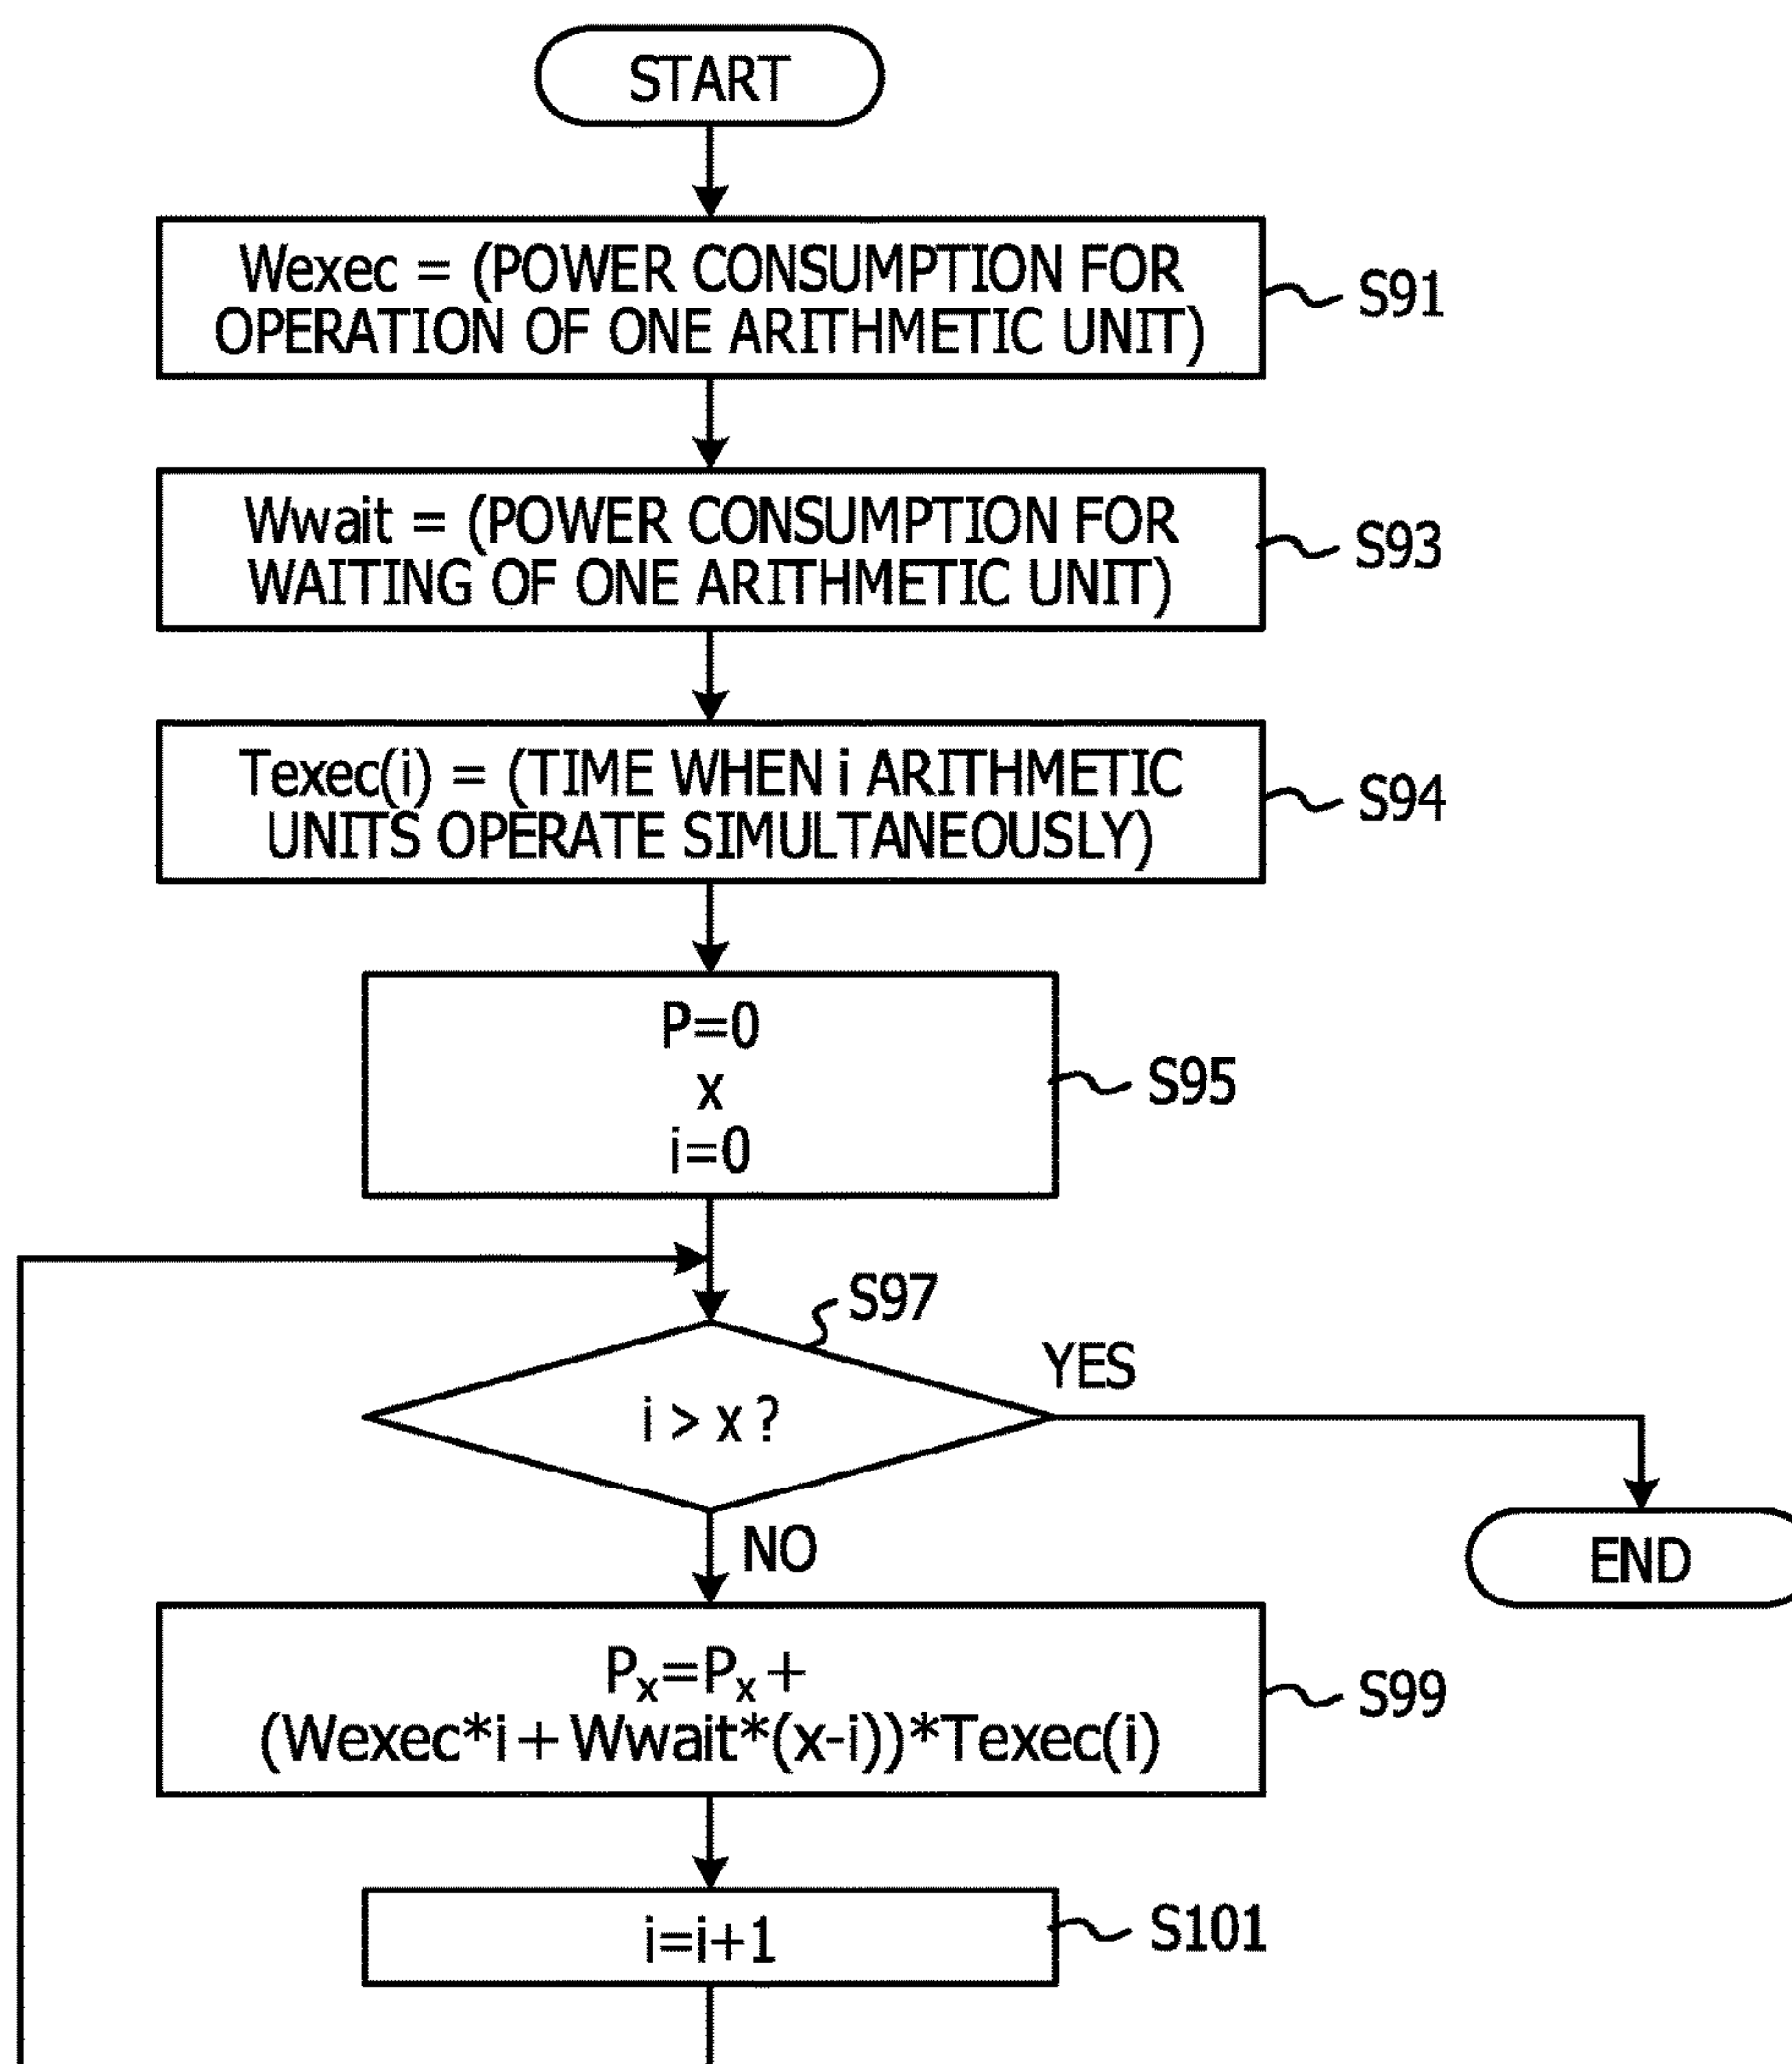 START
Wexec = (POWER CONSUMPTION FOR
OPERATION OF ONE ARITHMETIC UNIT)
S91
Wwait = (POWER CONSUMPTION FOR
WAITING OF ONE ARITHMETIC UNIT)
S93
Texec(i) = (TIME WHEN i ARITHMETIC
UNITS OPERATE SIMULTANEOUSLY)
S94
P=0
x
i=0
S95
S97
i > x ?
YES
NO
END
Pₓ=Pₓ+
(Wexec*i+Wwait*(x-i))*Texec(i)
S99
i=i+1
S101